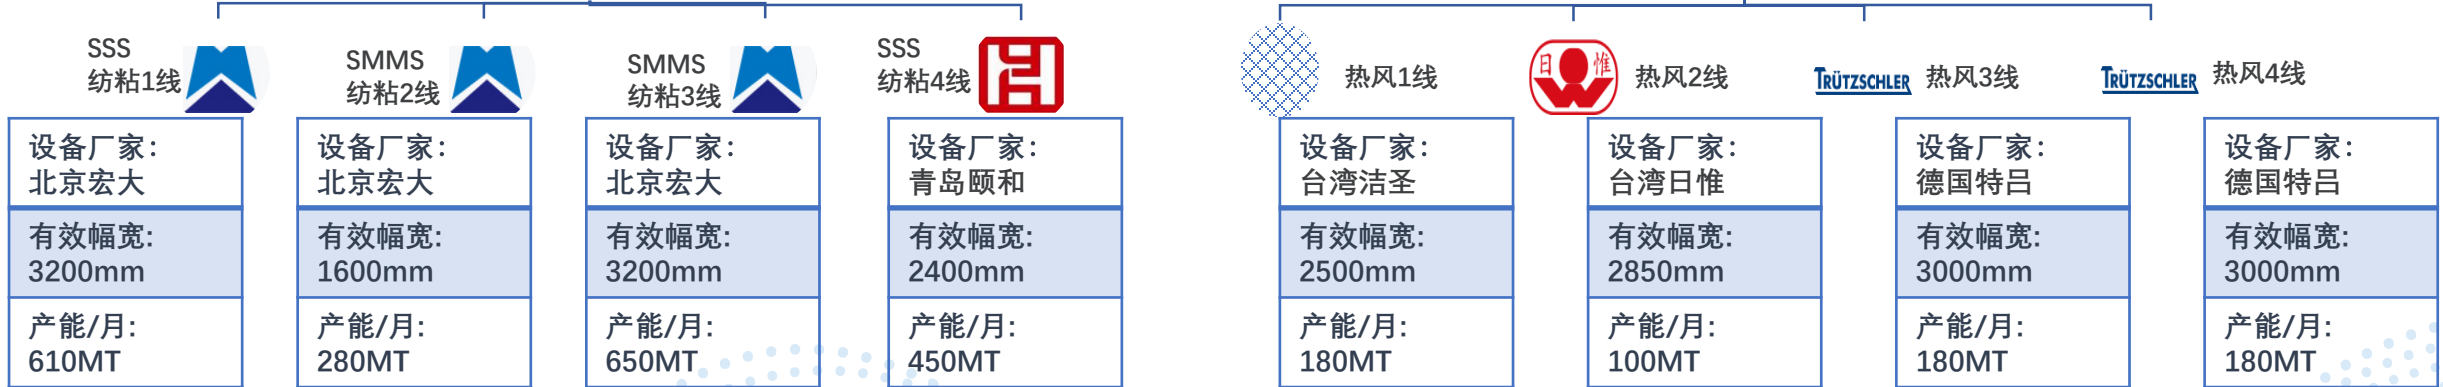 SSS
纺粘1线
SMMS
纺粘2线
SMMS
纺粘3线
SSS
纺粘4线
热风1线
日惟
热风2线
TRÜTZSCHLER
热风3线
TRÜTZSCHLER
热风4线
设备厂家：
北京宏大
有效幅宽:
3200mm
产能/月:
610MT
设备厂家：
北京宏大
有效幅宽:
1600mm
产能/月:
280MT
设备厂家：
北京宏大
有效幅宽:
3200mm
产能/月:
650MT
设备厂家：
青岛颐和
有效幅宽:
2400mm
产能/月:
450MT
设备厂家：
台湾洁圣
有效幅宽:
2500mm
产能/月:
180MT
设备厂家：
台湾日惟
有效幅宽:
2850mm
产能/月:
100MT
设备厂家：
德国特吕
有效幅宽:
3000mm
产能/月:
180MT
设备厂家：
德国特吕
有效幅宽:
3000mm
产能/月:
180MT